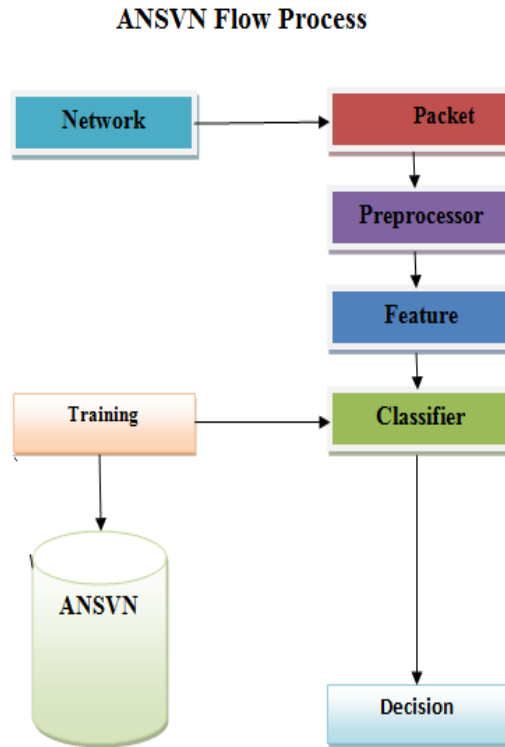 ANSVN Flow Process
Network
Packet
Preprocessor
Feature
Training
Classifier
ANSVN
Decision